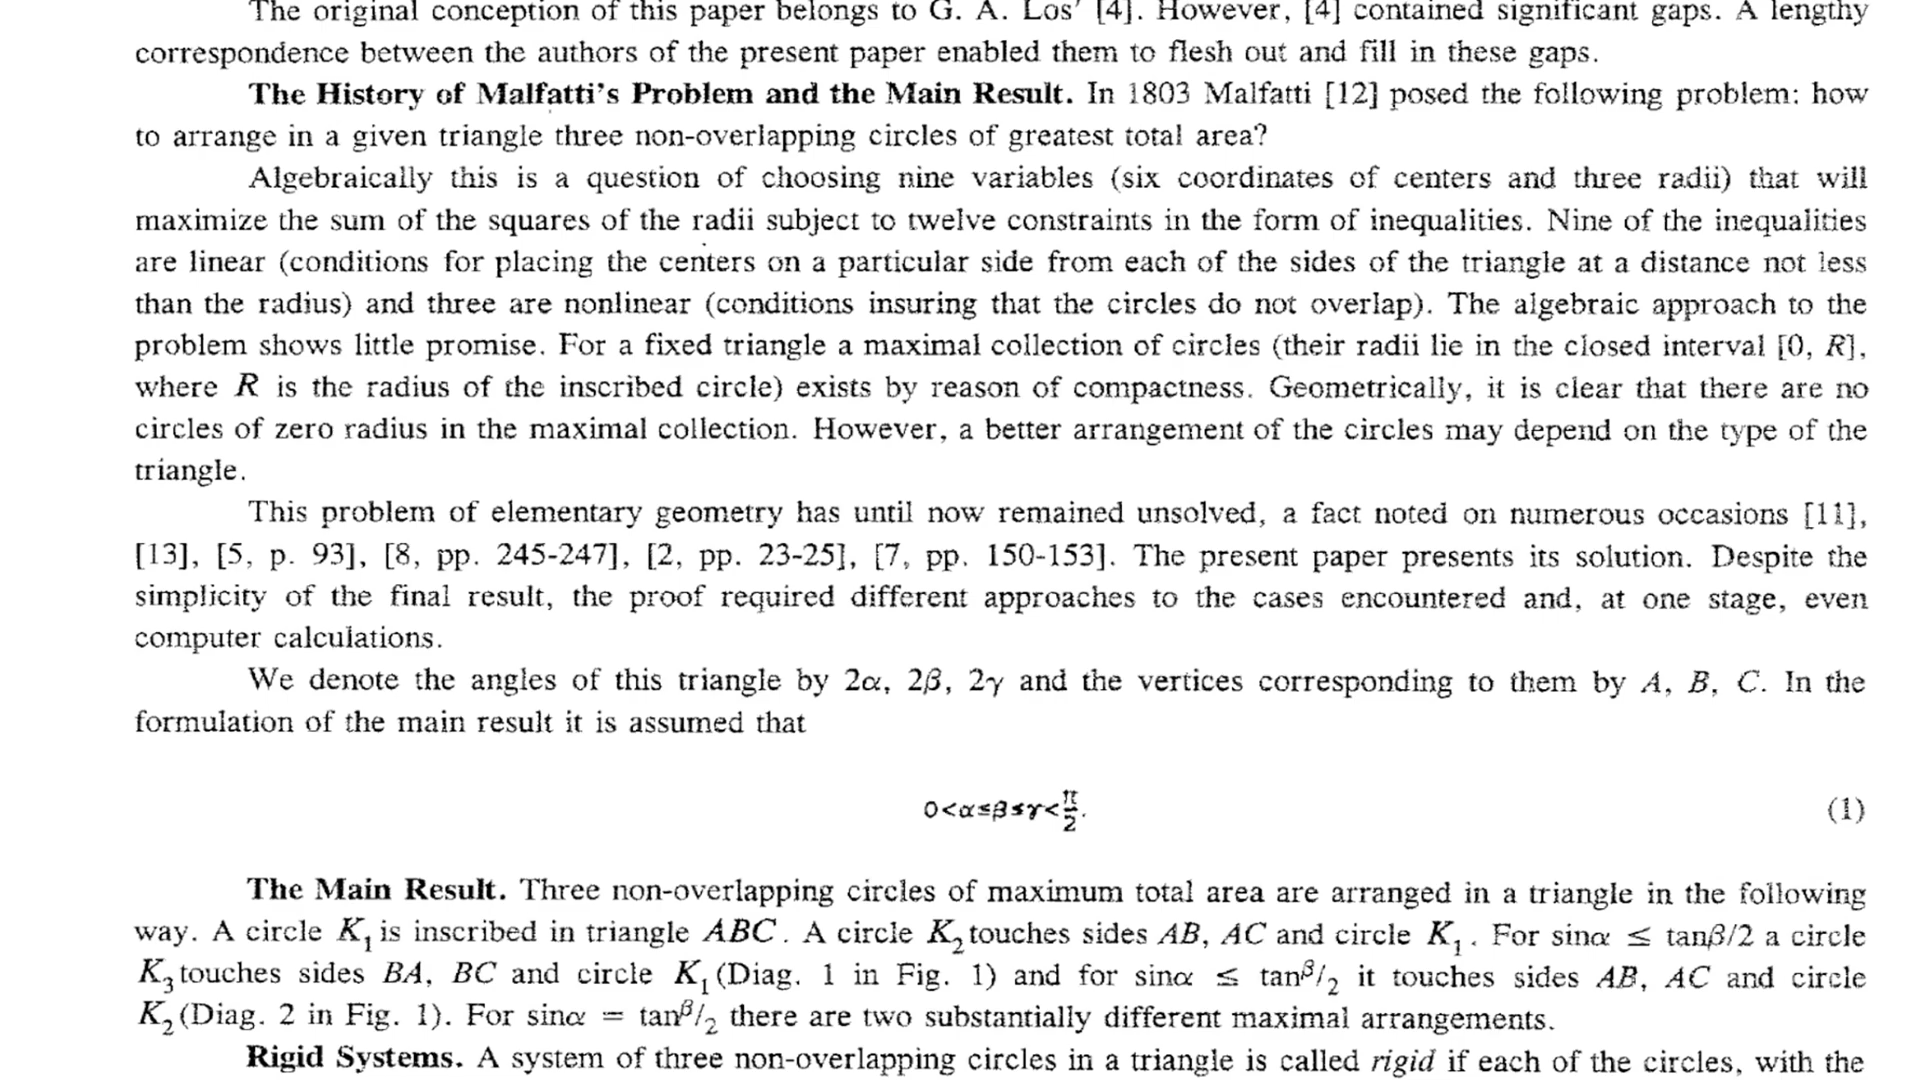 The original conception of this paper belongs to G. A. Los' [4]. However, [4] contained significant gaps. A lengthy
correspondence between the authors of the present paper enabled them to flesh out and fill in these gaps.
The History of Malfatti's Problem and the Main Result. In 1803 Malfatti [12] posed the following problem: how
to arrange in a given triangle three non-overlapping circles of greatest total area?
Algebraically this is a question of choosing nine variables (six coordinates of centers and three radii) that will
maximize the sum of the squares of the radii subject to twelve constraints in the form of inequalities. Nine of the inequalities
are linear (conditions for placing the centers on a particular side from each of the sides of the triangle at a distance not less
than the radius) and three are nonlinear (conditions insuring that the circles do not overlap). The algebraic approach to the
problem shows little promise. For a fixed triangle a maximal collection of circles (their radii lie in the closed interval [0, R],
where R is the radius of the inscribed circle) exists by reason of compactness. Geometrically, it is clear that there are no
circles of zero radius in the maximal collection. However, a better arrangement of the circles may depend on the type of the
triangle.
This problem of elementary geometry has until now remained unsolved, a fact noted on numerous occasions [11],
[13], [5, p. 93], [8, pp. 245-247], [2, pp. 23-25], [7, pp. 150-153]. The present paper presents its solution. Despite the
simplicity of the final result, the proof required different approaches to the cases encountered and, at one stage, even
computer calculations.
We denote the angles of this triangle by 2α, 2β, 2γ and the vertices corresponding to them by A, B, C. In the
formulation of the main result it is assumed that
0<α≤β≤γ<π/2. (1)
The Main Result. Three non-overlapping circles of maximum total area are arranged in a triangle in the following
way. A circle K₁ is inscribed in triangle ABC. A circle K₂ touches sides AB, AC and circle K₁. For sinα ≤ tanβ/2 a circle
K₃ touches sides BA, BC and circle K₁ (Diag. 1 in Fig. 1) and for sinα ≤ tanβ/2 it touches sides AB, AC and circle
K₂ (Diag. 2 in Fig. 1). For sinα = tanβ/2 there are two substantially different maximal arrangements.
Rigid Systems. A system of three non-overlapping circles in a triangle is called rigid if each of the circles, with the